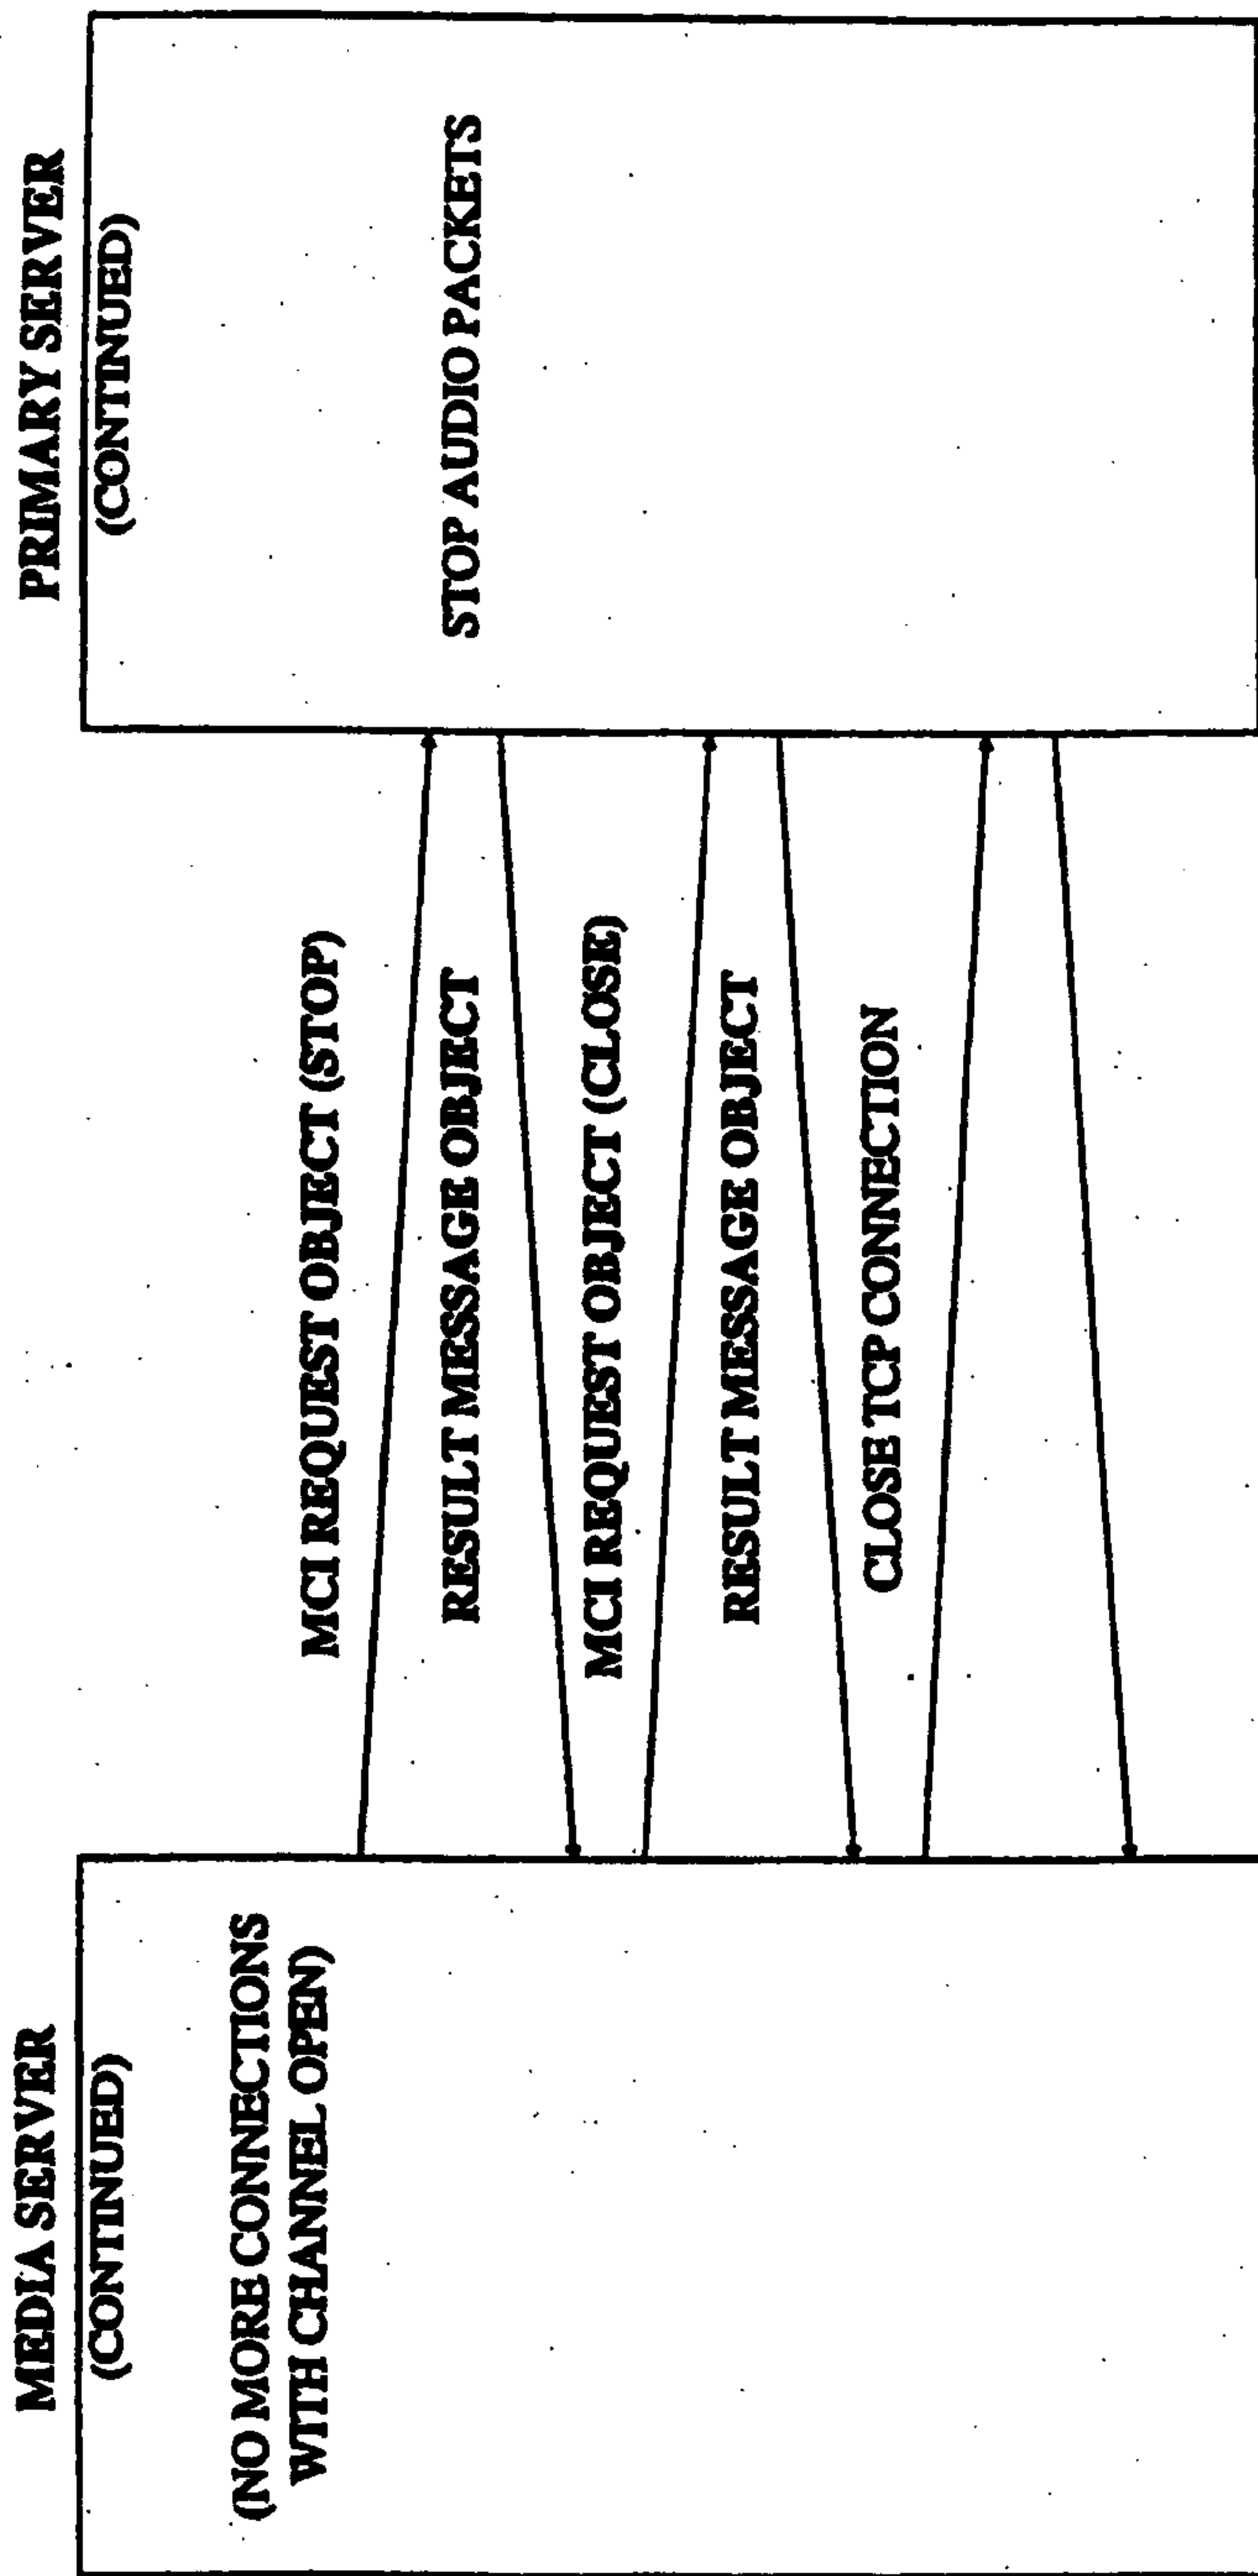 MEDIA SERVER
(CONTINUED)
(NO MORE CONNECTIONS
WITH CHANNEL OPEN)
MCI REQUEST OBJECT (STOP)
RESULT MESSAGE OBJECT
MCI REQUEST OBJECT (CLOSE)
RESULT MESSAGE OBJECT
CLOSE TCP CONNECTION
PRIMARY SERVER
(CONTINUED)
STOP AUDIO PACKETS